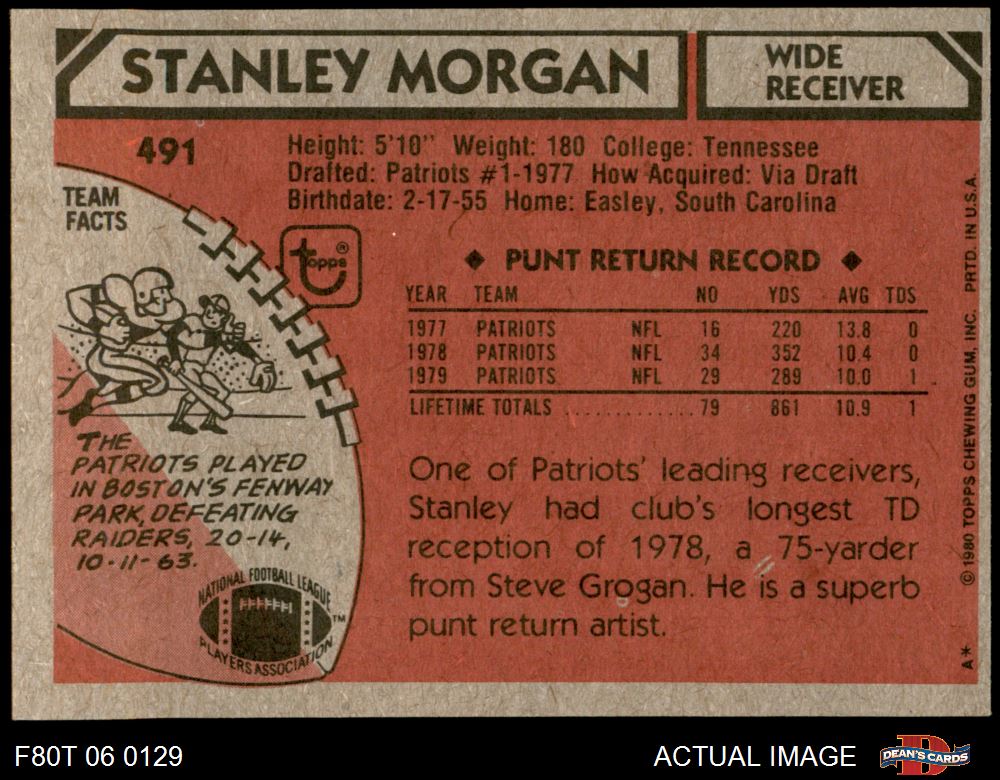 STANLEY MORGAN
WIDE
RECEIVER
491
Height: 5'10" Weight: 180 College: Tennessee
Drafted: Patriots #1-1977 How Acquired: Via Draft
Birthdate: 2-17-55 Home: Easley, South Carolina
TEAM
FACTS
topps®
◆ PUNT RETURN RECORD ◆
YEAR TEAM NO YDS AVG TDS
1977 PATRIOTS NFL 16 220 13.8 0
1978 PATRIOTS NFL 34 352 10.4 0
1979 PATRIOTS NFL 29 289 10.0 1
LIFETIME TOTALS ............ 79 861 10.9 1
THE
PATRIOTS PLAYED
IN BOSTON'S FENWAY
PARK, DEFEATING
RAIDERS, 20-14,
10-11-63.
One of Patriots' leading receivers,
Stanley had club's longest TD
reception of 1978, a 75-yarder
from Steve Grogan. He is a superb
punt return artist.
NATIONAL FOOTBALL LEAGUE
PLAYERS ASSOCIATION
TM
A* © 1980 TOPPS CHEWING GUM, INC. PRTD. IN U.S.A.
F80T 06 0129
ACTUAL IMAGE
DEAN'S CARDS